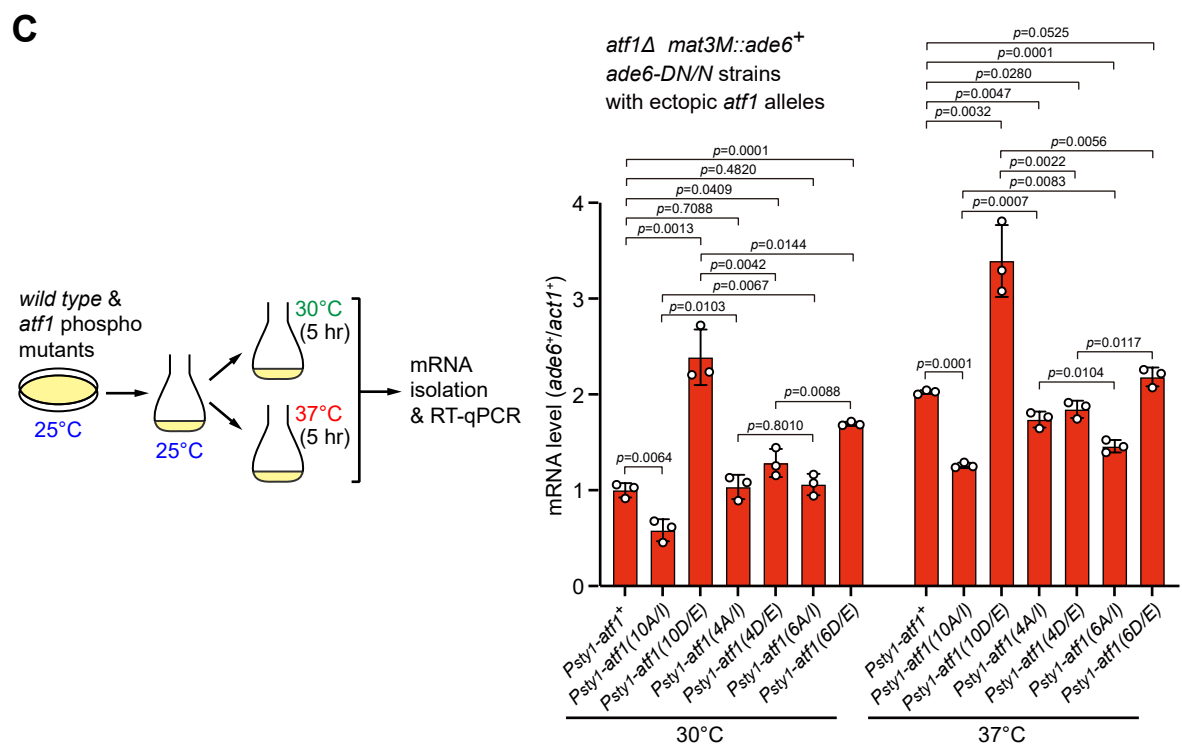 C
wild type &
atf1 phospho
mutants
25°C
25°C
30°C
(5 hr)
37°C
(5 hr)
mRNA
isolation
& RT-qPCR
atf1Δ mat3M::ade6⁺
ade6-DN/N strains
with ectopic atf1 alleles
mRNA level (ade6⁺/act1⁺)
4
3
2
1
0
p=0.0001
p=0.4820
p=0.0409
p=0.7088
p=0.0013
p=0.0144
p=0.0042
p=0.0067
p=0.0103
p=0.0088
p=0.8010
p=0.0064
p=0.0525
p=0.0001
p=0.0280
p=0.0047
p=0.0032
p=0.0056
p=0.0022
p=0.0083
p=0.0007
p=0.0117
p=0.0104
p=0.0001
Psty1-atf1⁺
Psty1-atf1(10A/I)
Psty1-atf1(10D/E)
Psty1-atf1(4A/I)
Psty1-atf1(4D/E)
Psty1-atf1(6A/I)
Psty1-atf1(6D/E)
30°C
Psty1-atf1⁺
Psty1-atf1(10A/I)
Psty1-atf1(10D/E)
Psty1-atf1(4A/I)
Psty1-atf1(4D/E)
Psty1-atf1(6A/I)
Psty1-atf1(6D/E)
37°C